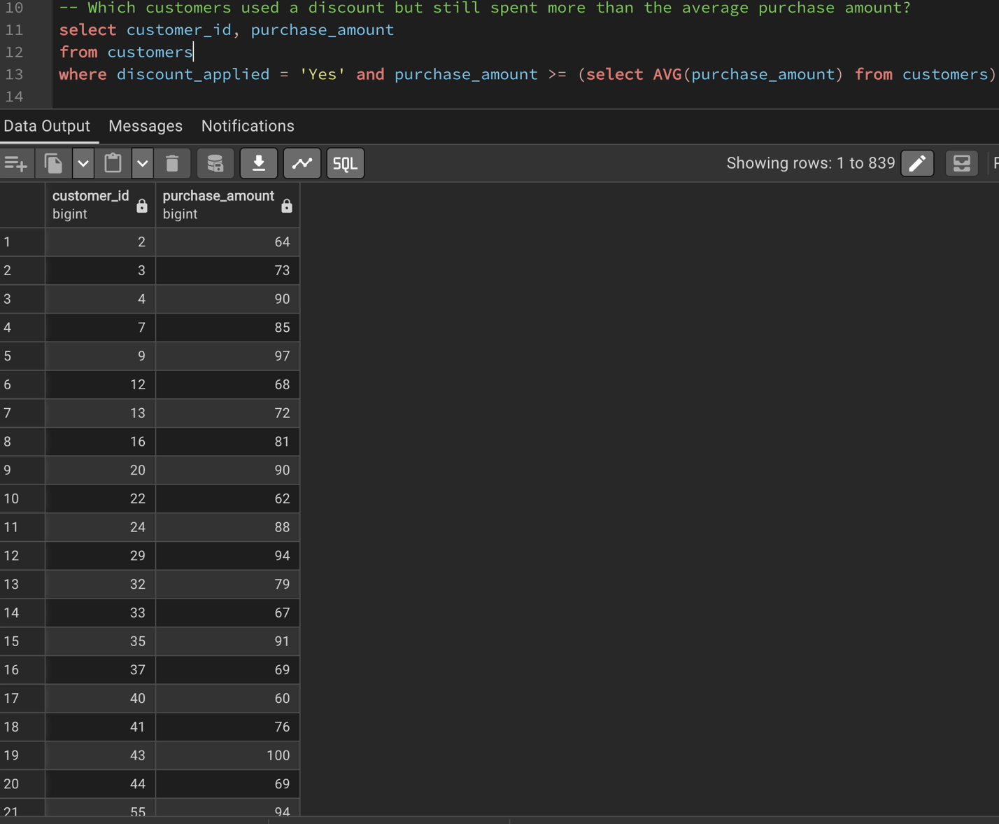 10 -- Which customers used a discount but still spent more than the average purchase amount?
11 select customer_id, purchase_amount
12 from customers
13 where discount_applied = 'Yes' and purchase_amount >= (select AVG(purchase_amount) from customers)
14
Data Output Messages Notifications
SQL Showing rows: 1 to 839
customer_id purchase_amount
bigint bigint
1 2 64
2 3 73
3 4 90
4 7 85
5 9 97
6 12 68
7 13 72
8 16 81
9 20 90
10 22 62
11 24 88
12 29 94
13 32 79
14 33 67
15 35 91
16 37 69
17 40 60
18 41 76
19 43 100
20 44 69
21 55 94